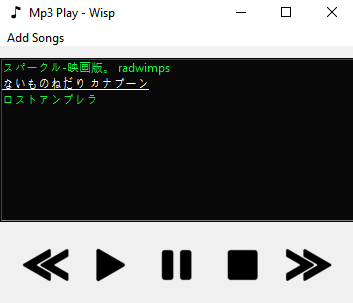 Mp3 Play - Wisp
Add Songs
スパークル-映画版。 radwimps
ないものねだり カナブーン
ロストアンブレラ